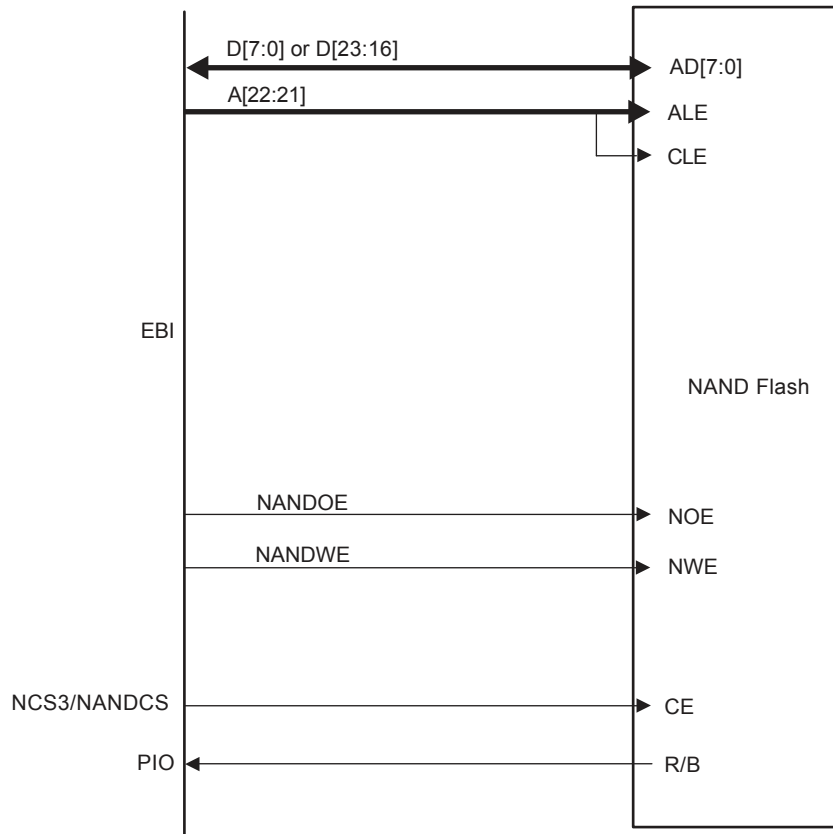 D[7:0] or D[23:16]
AD[7:0]
A[22:21]
ALE
CLE
EBI
NAND Flash
NANDOE
NOE
NANDWE
NWE
NCS3/NANDCS
CE
PIO
R/B